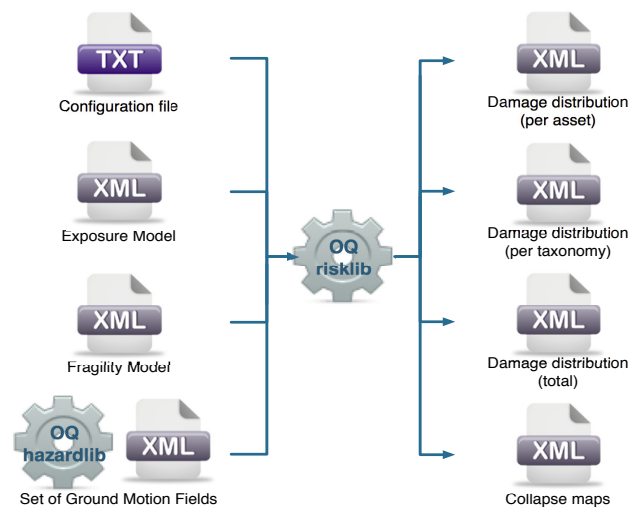 TXT
Configuration file
XML
Exposure Model
XML
Fragility Model
OQ
hazardlib
XML
Set of Ground Motion Fields
OQ
risklib
XML
Damage distribution
(per asset)
XML
Damage distribution
(per taxonomy)
XML
Damage distribution
(total)
XML
Collapse maps